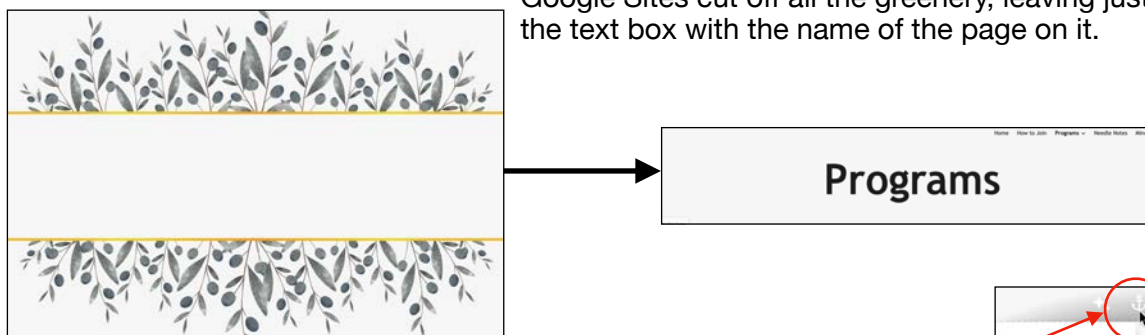 Google Sites cut off all the greenery, leaving just
the text box with the name of the page on it.
Home How to Join Programs Needle Notes
Programs